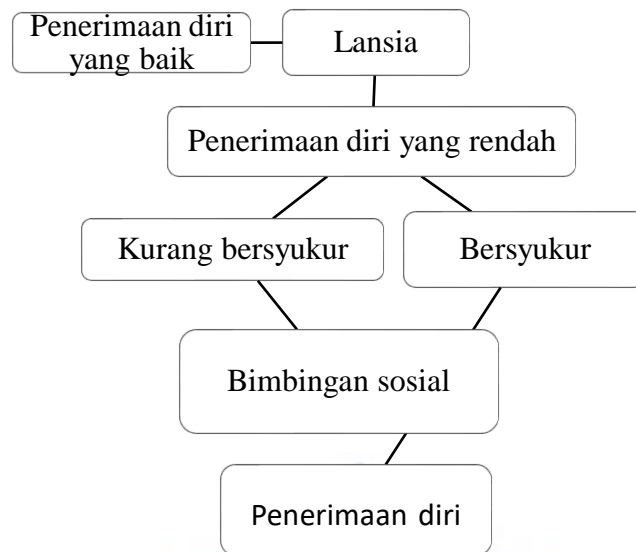 Penerimaan diri
yang baik
Lansia
Penerimaan diri yang rendah
Kurang bersyukur
Bersyukur
Bimbingan sosial
Penerimaan diri